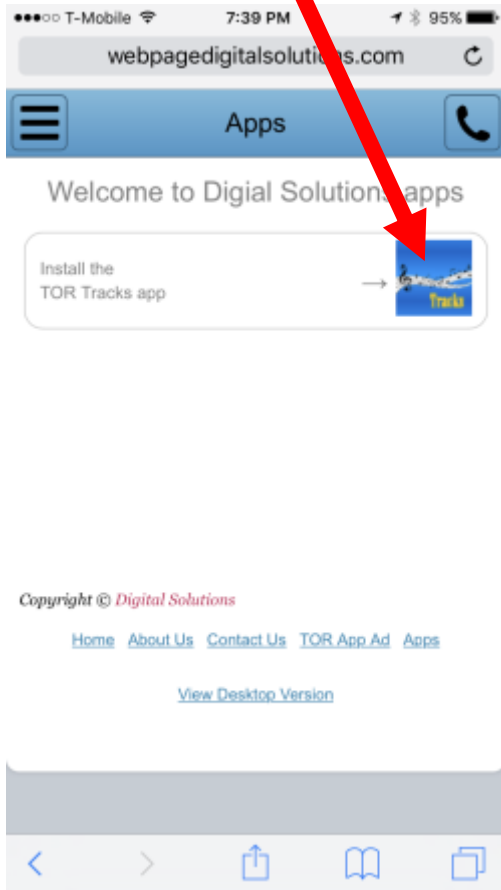 T-Mobile 7:39 PM 95%
webpagedigitalsolutions.com
Apps
Welcome to Digial Solutions apps
Install the
TOR Tracks app →
Tracks
Copyright © Digital Solutions
Home About Us Contact Us TOR App Ad Apps
View Desktop Version